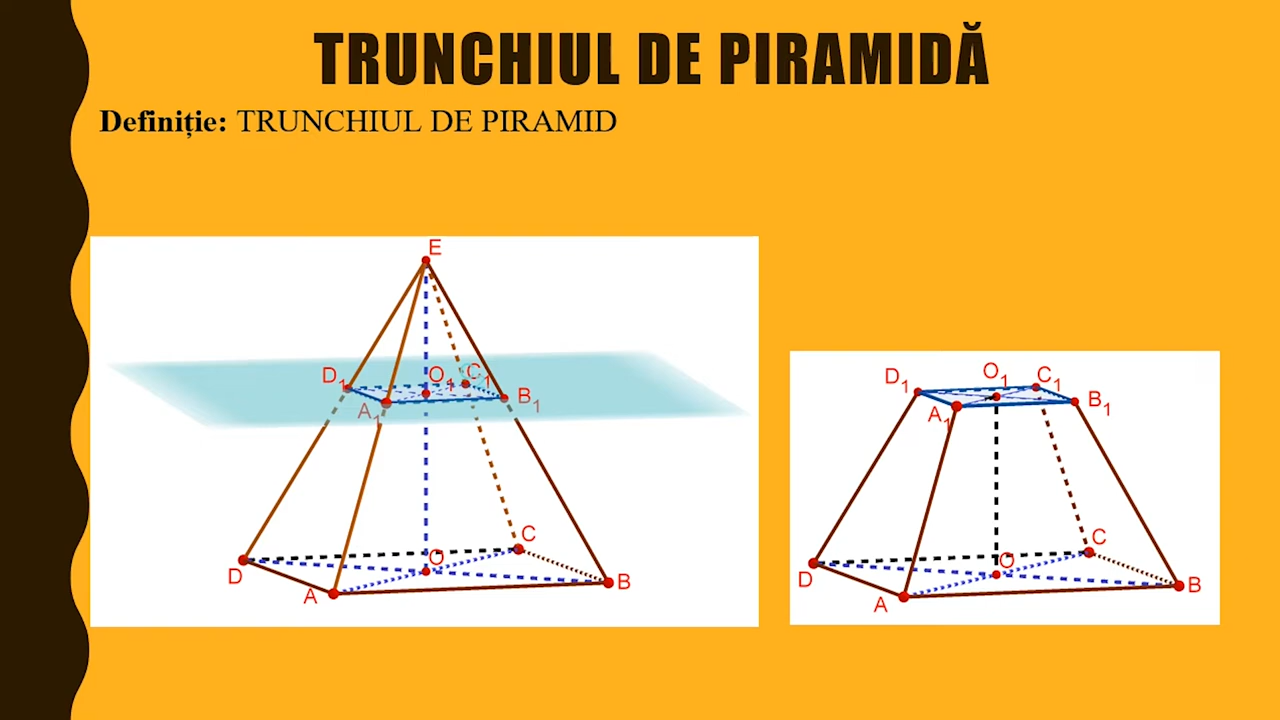 TRUNCHIUL DE PIRAMIDĂ
Definiție: TRUNCHIUL DE PIRAMID
E
D1 O1 C1
A1 B1
C
O
D
A B
D1 O1 C1
A1 B1
C
O
D
A B